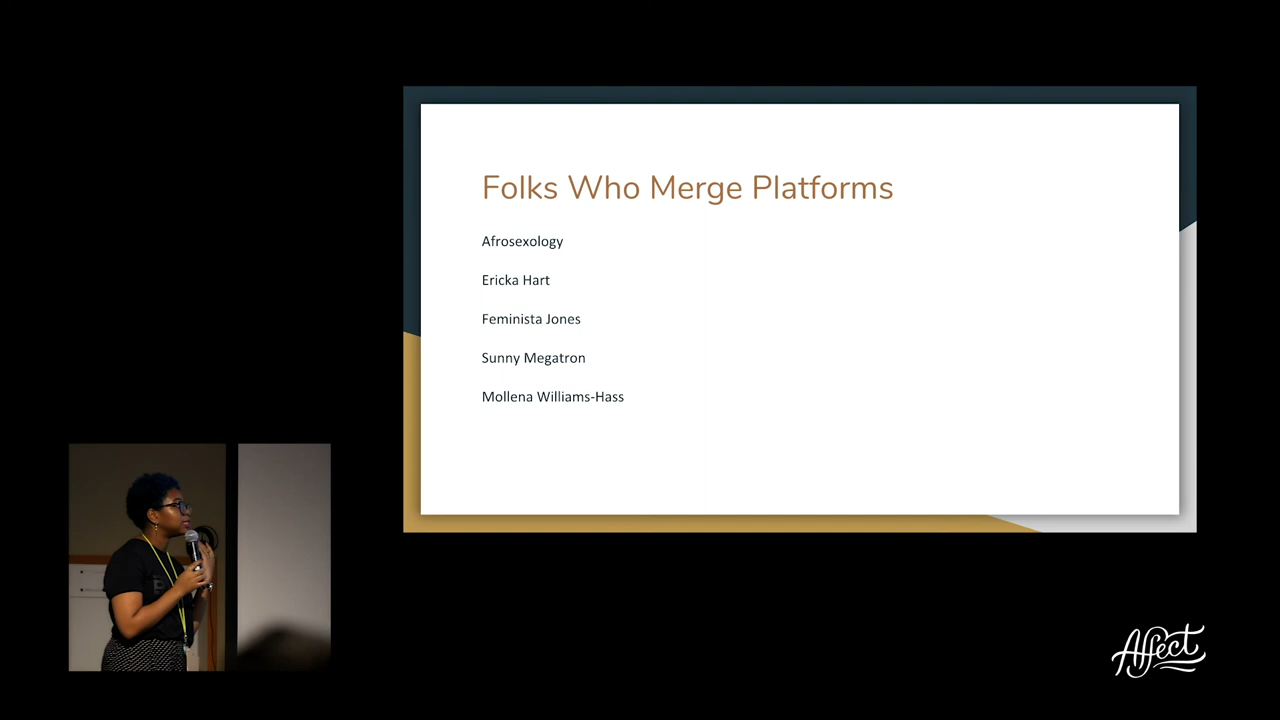 Folks Who Merge Platforms
Afrosexology
Ericka Hart
Feminista Jones
Sunny Megatron
Mollena Williams-Hass
Affect